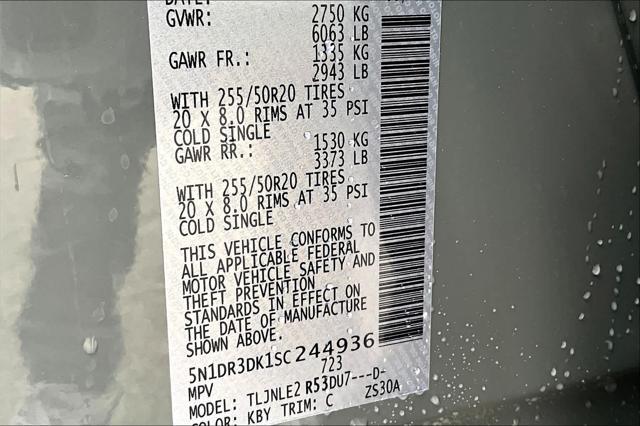 GVWR: 2750 KG
6063 LB
GAWR FR.: 1335 KG
2943 LB
WITH 255/50R20 TIRES
20 X 8.0 RIMS AT 35 PSI
COLD SINGLE
GAWR RR.: 1530 KG
3373 LB
WITH 255/50R20 TIRES
20 X 8.0 RIMS AT 35 PSI
COLD SINGLE
THIS VEHICLE CONFORMS TO
ALL APPLICABLE FEDERAL
MOTOR VEHICLE SAFETY AND
THEFT PREVENTION
STANDARDS IN EFFECT ON
THE DATE OF MANUFACTURE
SHOWN ABOVE.
5N1DR3DK1SC244936
MPV 723
MODEL: TLJNLE2 R53DU7---D-
COLOR: KBY TRIM: C ZS30A